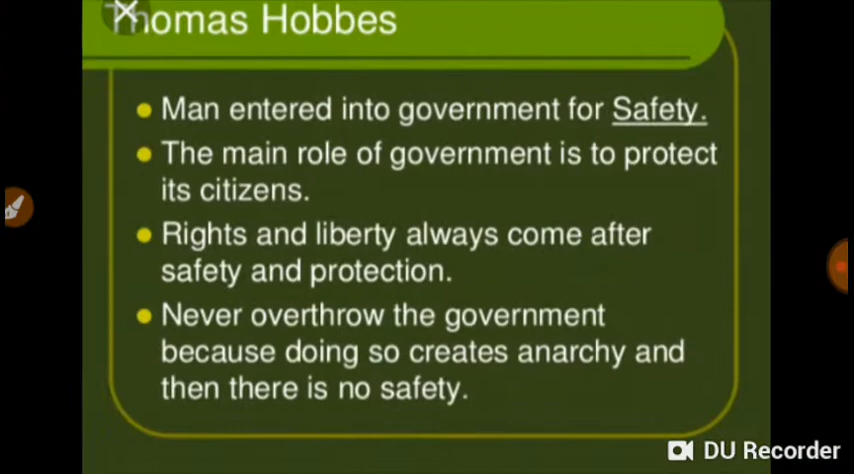 Thomas Hobbes
Man entered into government for Safety.
The main role of government is to protect
its citizens.
Rights and liberty always come after
safety and protection.
Never overthrow the government
because doing so creates anarchy and
then there is no safety.
DU Recorder